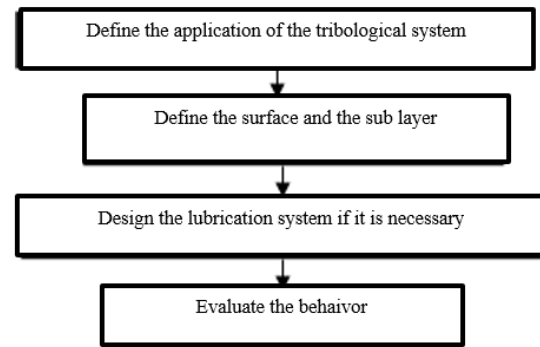 Define the application of the tribological system
Define the surface and the sub layer
Design the lubrication system if it is necessary
Evaluate the behaivor